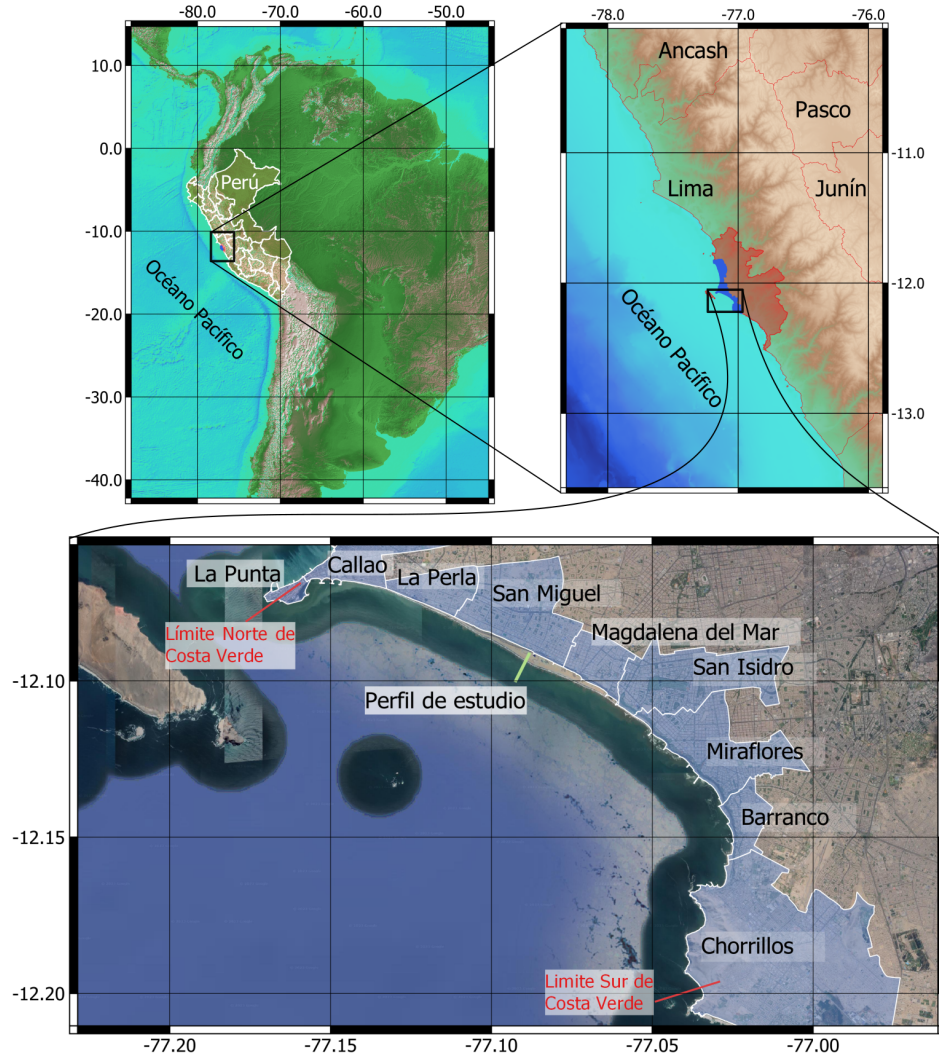 -80.0
-70.0
-60.0
-50.0
10.0
0.0
-10.0
-20.0
-30.0
-40.0
Perú
Océano Pacífico
-78.0
-77.0
-76.0
-11.0
-12.0
-13.0
Ancash
Pasco
Lima
Junín
Océano Pacífico
La Punta
Callao
La Perla
San Miguel
Magdalena del Mar
San Isidro
Miraflores
Barranco
Chorrillos
Límite Norte de
Costa Verde
Perfil de estudio
Limite Sur de
Costa Verde
-12.10
-12.15
-12.20
-77.20
-77.15
-77.10
-77.05
-77.00